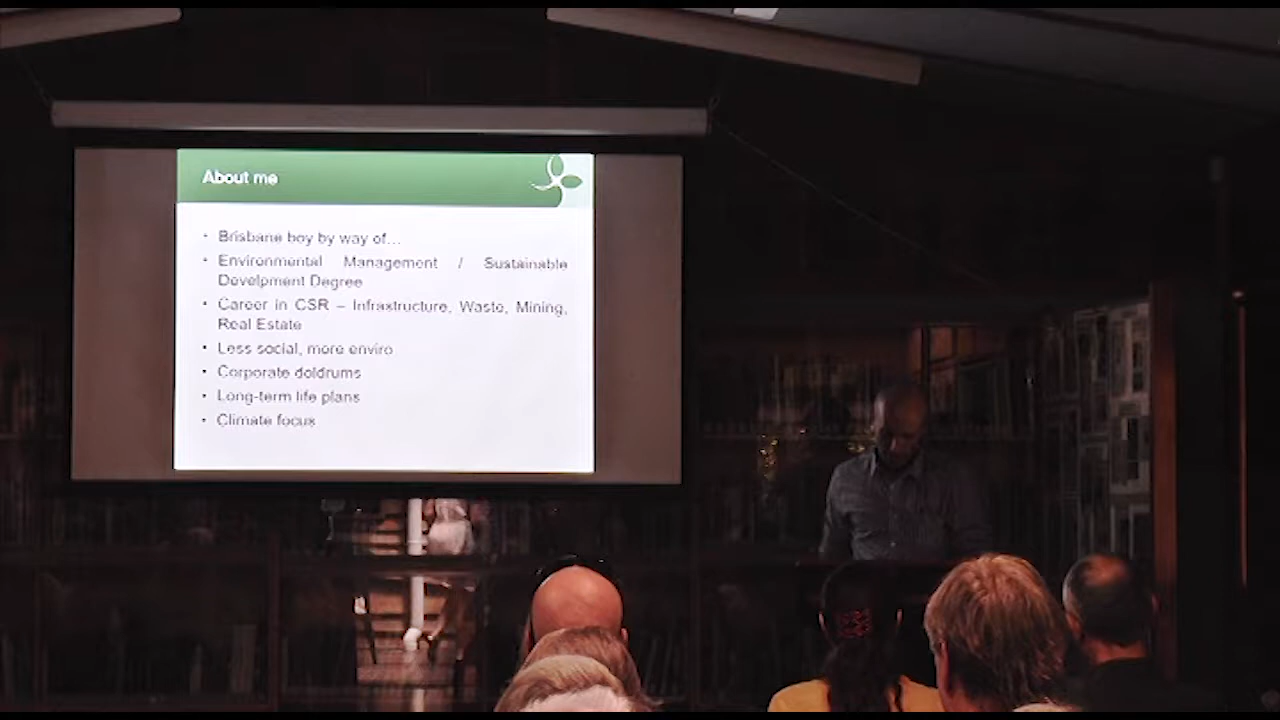 About me
• Brisbane boy by way of...
• Environmental Management / Sustainable
Develpment Degree
• Career in CSR – Infrastructure, Waste, Mining,
Real Estate
• Less social, more enviro
• Corporate doldrums
• Long-term life plans
• Climate focus